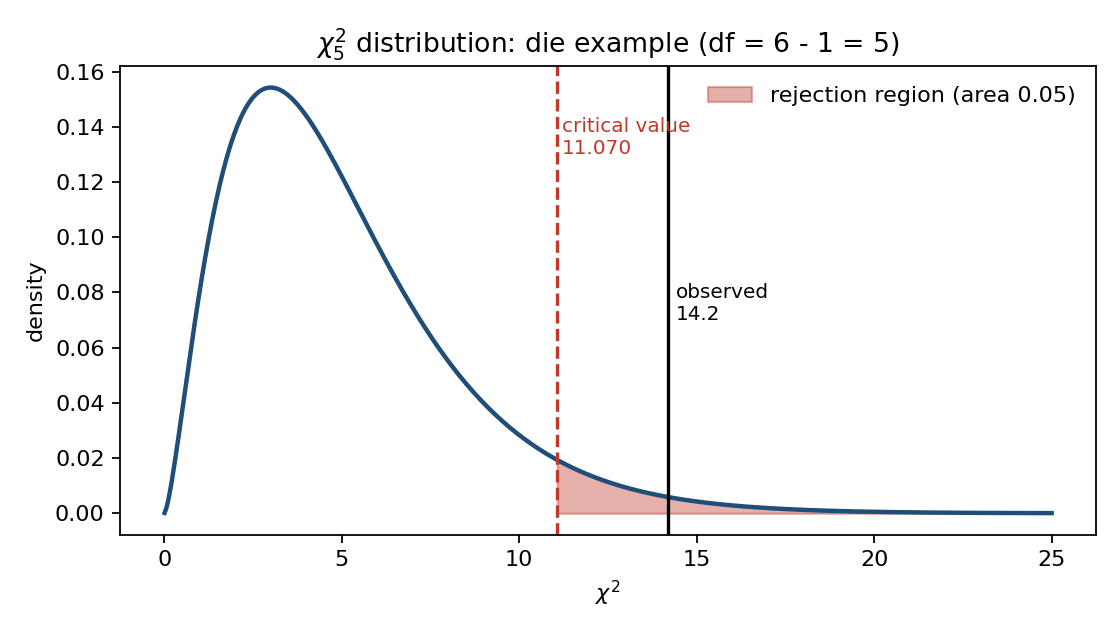 χ²₅ distribution: die example (df = 6 - 1 = 5)
rejection region (area 0.05)
critical value
11.070
observed
14.2
density
0.16
0.14
0.12
0.10
0.08
0.06
0.04
0.02
0.00
0
5
10
15
20
25
χ²